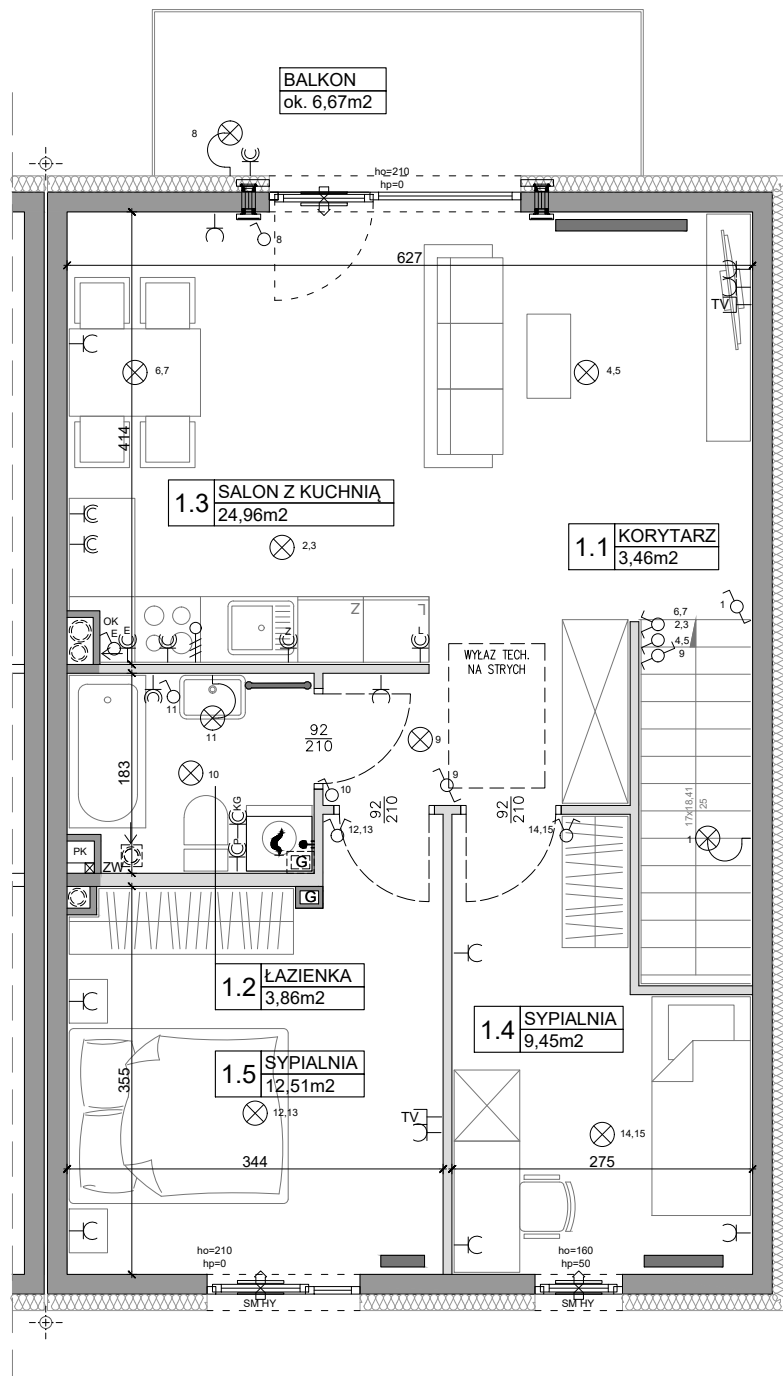 BALKON
ok. 6,67m2
8
ho=210
hp=0
8
627
TV
6,7
4,5
414
1.3 SALON Z KUCHNIĄ
24,96m2
2,3
1.1 KORYTARZ
3,46m2
1
6,7
2,3
4,5
9
OK
E
E
Z
Z
L
L
WYŁAZ TECH.
NA STRYCH
11
11
92
210
9
183
10
10
9
KG
P
92
210
92
210
12,13
14,15
17x18.41
25
1
PK
ZW
G
G
1.2 ŁAZIENKA
3,86m2
1.4 SYPIALNIA
9,45m2
1.5 SYPIALNIA
12,51m2
355
12,13
TV
14,15
344
275
ho=210
hp=0
ho=160
hp=50
SM HY
SM HY